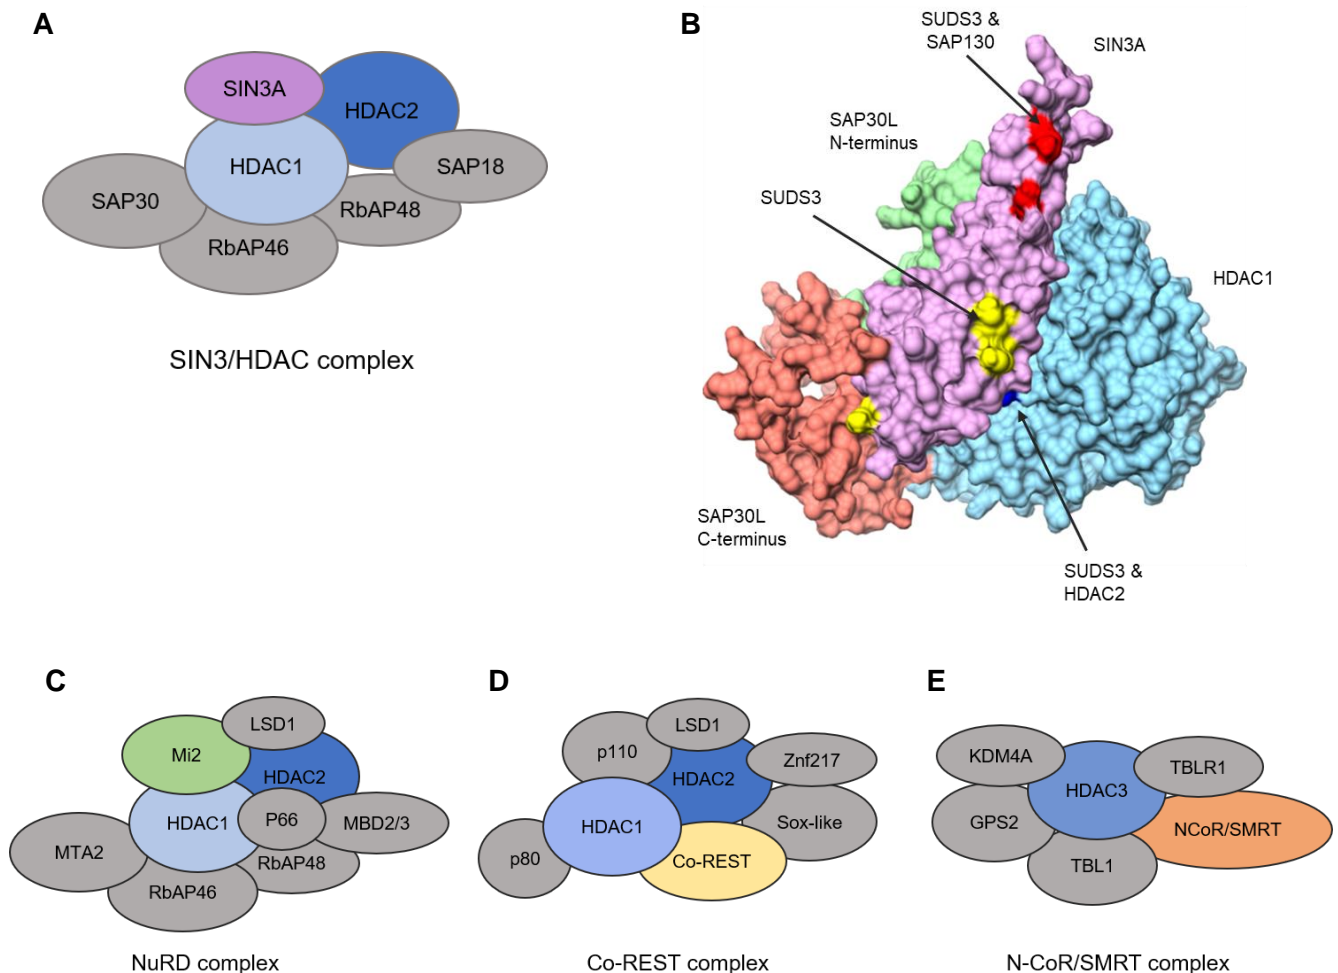 A
SIN3A
HDAC2
HDAC1
SAP18
SAP30
RbAP48
RbAP46
SIN3/HDAC complex
B
SUDS3 &
SAP130
SIN3A
SAP30L
N-terminus
SUDS3
HDAC1
SAP30L
C-terminus
SUDS3 &
HDAC2
C
LSD1
Mi2
HDAC2
HDAC1
P66
MBD2/3
MTA2
RbAP48
RbAP46
NuRD complex
D
LSD1
p110
Znf217
HDAC2
HDAC1
Sox-like
p80
Co-REST
Co-REST complex
E
KDM4A
TBLR1
HDAC3
GPS2
NCoR/SMRT
TBL1
N-CoR/SMRT complex